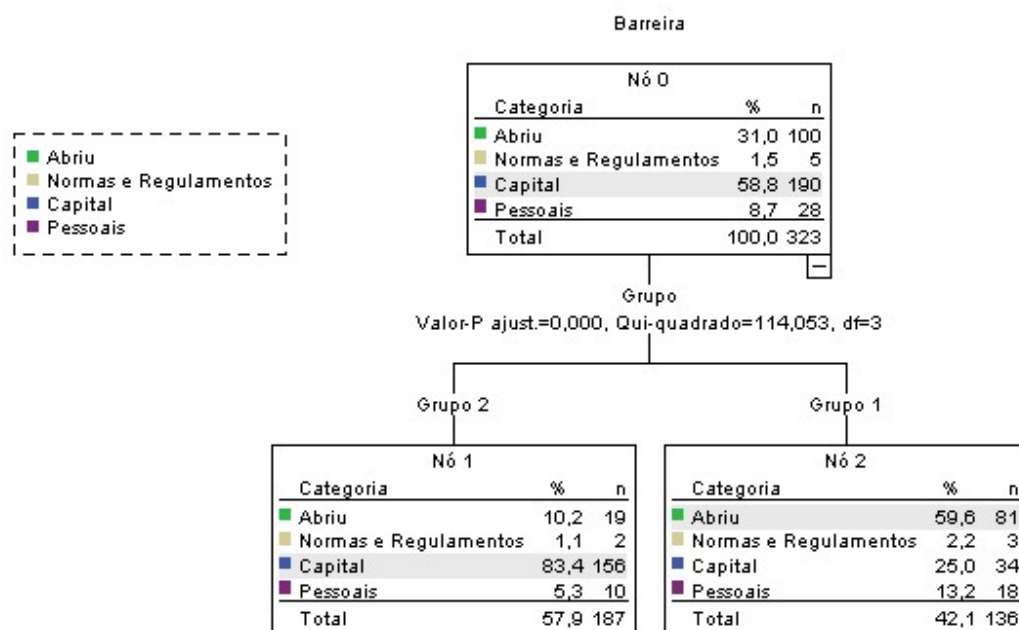 Barreira
Abriu
Normas e Regulamentos
Capital
Pessoais
Nó 0
Categoria % n
Abriu 31,0 100
Normas e Regulamentos 1,5 5
Capital 58,8 190
Pessoais 8,7 28
Total 100,0 323
Grupo
Valor-P ajust.=0,000, Qui-quadrado=114,053, df=3
Grupo 2
Nó 1
Categoria % n
Abriu 10,2 19
Normas e Regulamentos 1,1 2
Capital 83,4 156
Pessoais 5,3 10
Total 57,9 187
Grupo 1
Nó 2
Categoria % n
Abriu 59,6 81
Normas e Regulamentos 2,2 3
Capital 25,0 34
Pessoais 13,2 18
Total 42,1 136